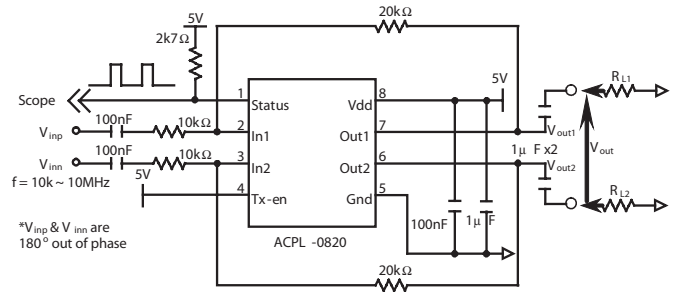 5V
20kΩ
2k7Ω
Scope
1
Status
Vdd
8
5V
R L1
100nF
10kΩ
Vinp
2
In1
Out1
7
Vout1
Vout
1μ F x2
100nF
10kΩ
Vinn
3
In2
Out2
6
Vout2
f = 10k ~ 10MHz
5V
4
Tx-en
Gnd
5
R L2
100nF
1μ F
*Vinp & V inn are
180° out of phase
ACPL -0820
20kΩ